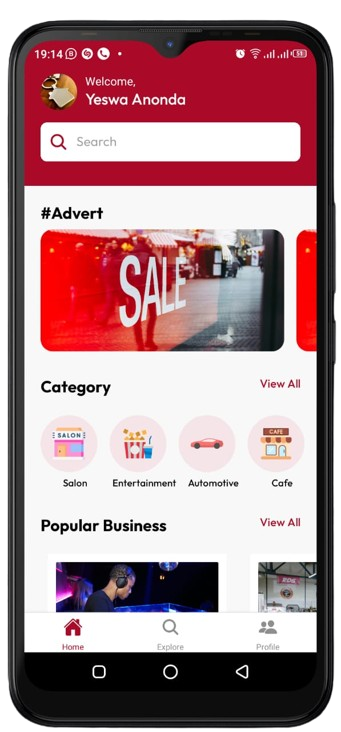 19:14
Welcome,
Yeswa Anonda
Search
#Advert
SALE
Category
View All
SALON
CAFE
Salon
Entertainment
Automotive
Cafe
Popular Business
View All
Home
Explore
Profile